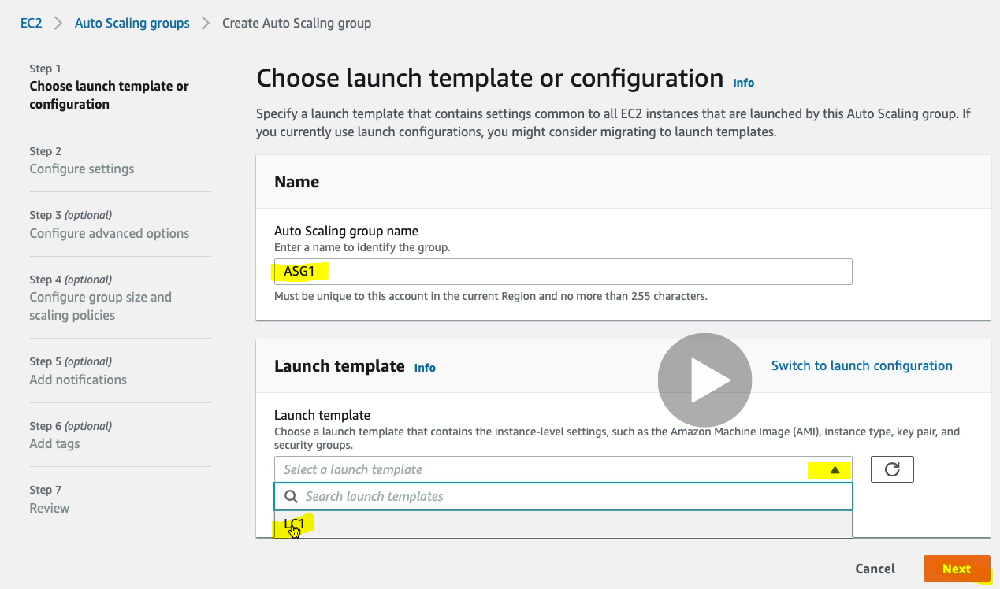 EC2 > Auto Scaling groups > Create Auto Scaling group
Step 1
Choose launch template or
configuration
Step 2
Configure settings
Step 3 (optional)
Configure advanced options
Step 4 (optional)
Configure group size and
scaling policies
Step 5 (optional)
Add notifications
Step 6 (optional)
Add tags
Step 7
Review
Choose launch template or configuration Info
Specify a launch template that contains settings common to all EC2 instances that are launched by this Auto Scaling group. If
you currently use launch configurations, you might consider migrating to launch templates.
Name
Auto Scaling group name
Enter a name to identify the group.
ASG1
Must be unique to this account in the current Region and no more than 255 characters.
Launch template Info
Switch to launch configuration
Launch template
Choose a launch template that contains the instance-level settings, such as the Amazon Machine Image (AMI), instance type, key pair, and
security groups.
Select a launch template
Search launch templates
LC1
Cancel
Next